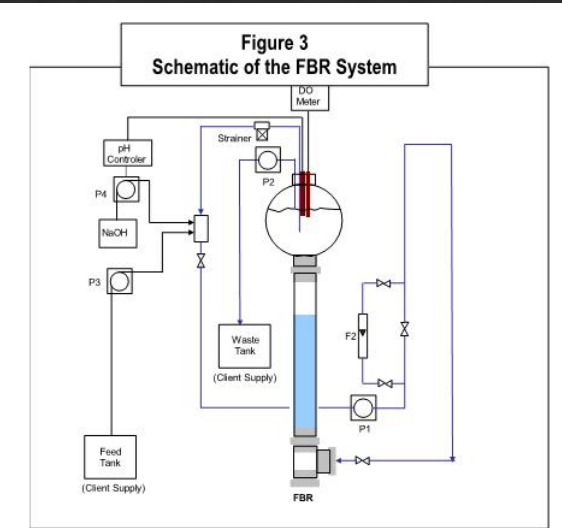 Figure 3
Schematic of the FBR System
DO
Meter
Strainer
pH
Controler
P2
P4
NaOH
P3
F2
Waste
Tank
(Client Supply)
P1
Feed
Tank
(Client Supply)
FBR